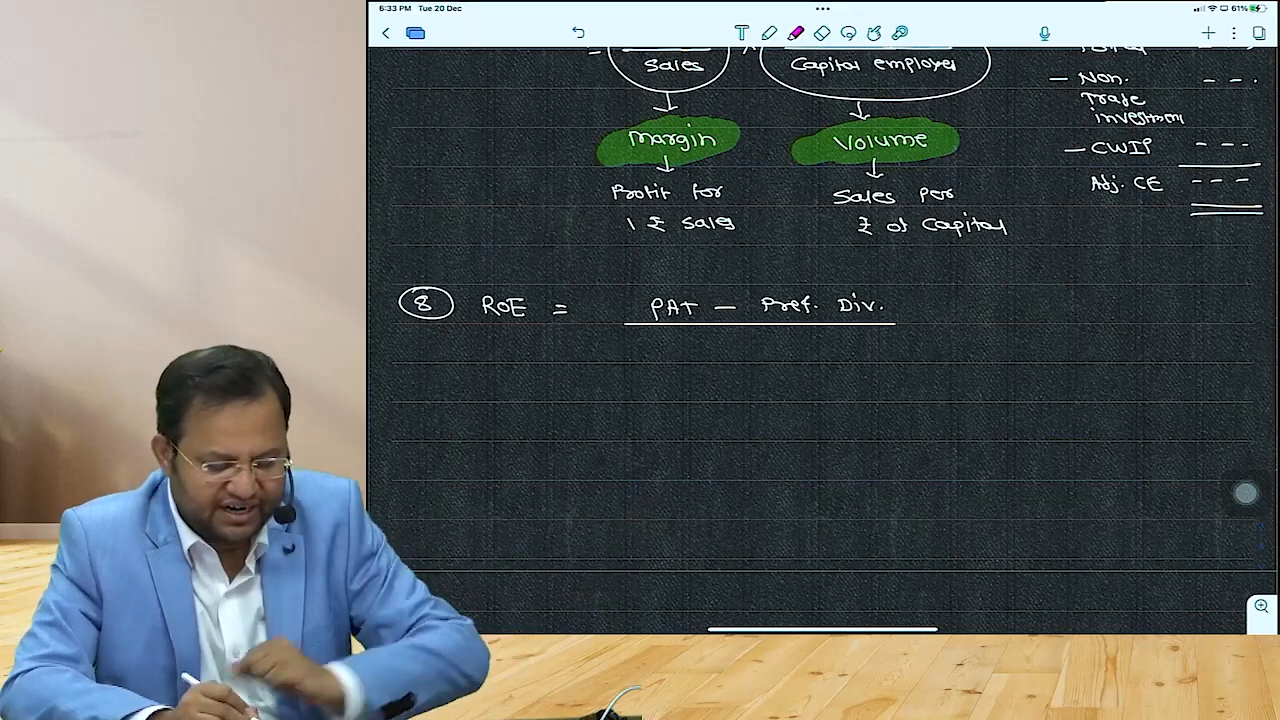 6:33 PM Tue 20 Dec
61%
Sales
Capital employed
- Non.
Trade
investment
Margin
Volume
- CWIP
Adj. CE
Profit for
1 ₹ sales
Sales per
₹ of Capital
8 ROE = PAT - Pref. Div.